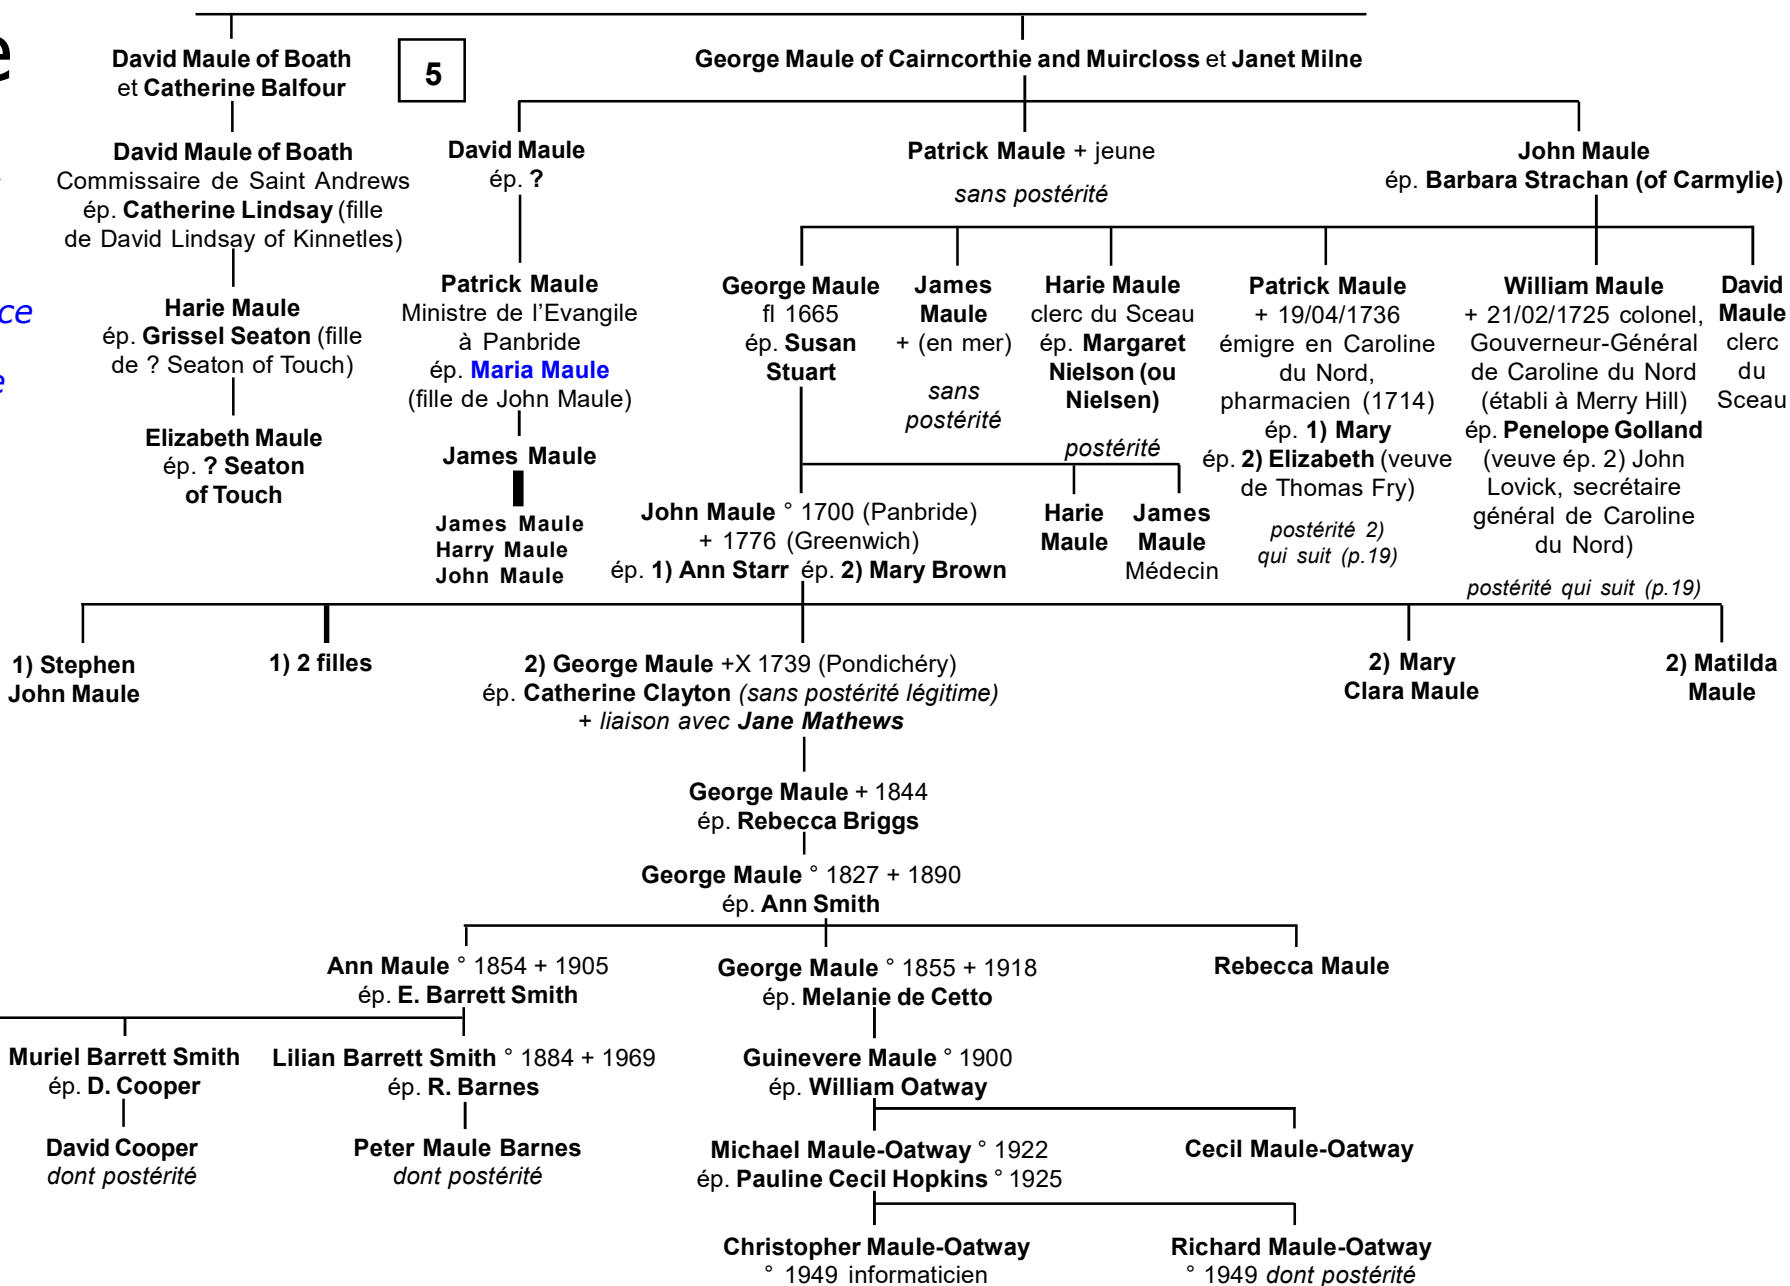 e
ce
e
David Maule of Boath
et Catherine Balfour
5
George Maule of Cairncorthie and Muircloss et Janet Milne
David Maule of Boath
Commissaire de Saint Andrews
ép. Catherine Lindsay (fille
de David Lindsay of Kinnetles)
David Maule
ép. ?
Patrick Maule + jeune
sans postérité
John Maule
ép. Barbara Strachan (of Carmylie)
Harie Maule
ép. Grissel Seaton (fille
de ? Seaton of Touch)
Elizabeth Maule
ép. ? Seaton
of Touch
Patrick Maule
Ministre de l'Evangile
à Panbride
ép. Maria Maule
(fille de John Maule)
James Maule
James Maule
Harry Maule
John Maule
George Maule
fl 1665
ép. Susan
Stuart
James
Maule
+ (en mer)
sans
postérité
Harie Maule
clerc du Sceau
ép. Margaret
Nielson (ou
Nielsen)
postérité
Patrick Maule
+ 19/04/1736
émigre en Caroline
du Nord,
pharmacien (1714)
ép. 1) Mary
ép. 2) Elizabeth (veuve
de Thomas Fry)
postérité 2)
qui suit (p.19)
William Maule
+ 21/02/1725 colonel,
Gouverneur-Général
de Caroline du Nord
(établi à Merry Hill)
ép. Penelope Golland
(veuve ép. 2) John
Lovick, secrétaire
général de Caroline
du Nord)
postérité qui suit (p.19)
David
Maule
clerc
du
Sceau
John Maule ° 1700 (Panbride)
+ 1776 (Greenwich)
ép. 1) Ann Starr ép. 2) Mary Brown
Harie
Maule
James
Maule
Médecin
1) Stephen
John Maule
1) 2 filles
2) George Maule +X 1739 (Pondichéry)
ép. Catherine Clayton (sans postérité légitime)
+ liaison avec Jane Mathews
2) Mary
Clara Maule
2) Matilda
Maule
George Maule + 1844
ép. Rebecca Briggs
George Maule ° 1827 + 1890
ép. Ann Smith
Ann Maule ° 1854 + 1905
ép. E. Barrett Smith
George Maule ° 1855 + 1918
ép. Melanie de Cetto
Rebecca Maule
Muriel Barrett Smith
ép. D. Cooper
Lilian Barrett Smith ° 1884 + 1969
ép. R. Barnes
Guinevere Maule ° 1900
ép. William Oatway
David Cooper
dont postérité
Peter Maule Barnes
dont postérité
Michael Maule-Oatway ° 1922
ép. Pauline Cecil Hopkins ° 1925
Cecil Maule-Oatway
Christopher Maule-Oatway
° 1949 informaticien
Richard Maule-Oatway
° 1949 dont postérité